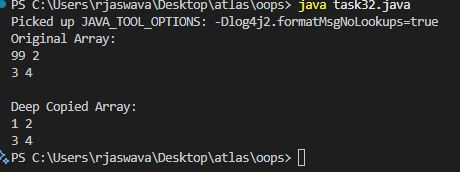 PS C:\Users\rjaswava\Desktop\atlas\oops> java task32.java
Picked up JAVA_TOOL_OPTIONS: -Dlog4j2.formatMsgNoLookups=true
Original Array:
99 2
3 4

Deep Copied Array:
1 2
3 4
PS C:\Users\rjaswava\Desktop\atlas\oops>